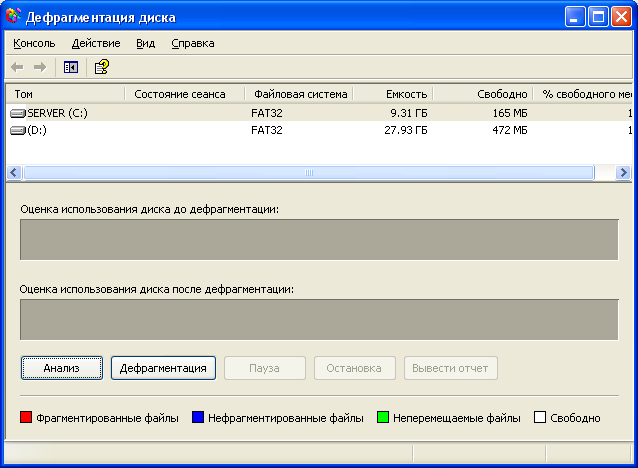 Дефрагментация диска
Консоль Действие Вид Справка
Том Состояние сеанса Файловая система Емкость Свободно % свободного мес
SERVER (C:) FAT32 9.31 ГБ 165 МБ 1
(D:) FAT32 27.93 ГБ 472 МБ 1
Оценка использования диска до дефрагментации:
Оценка использования диска после дефрагментации:
Анализ Дефрагментация Пауза Остановка Вывести отчет
Фрагментированные файлы Нефрагментированные файлы Неперемещаемые файлы Свободно